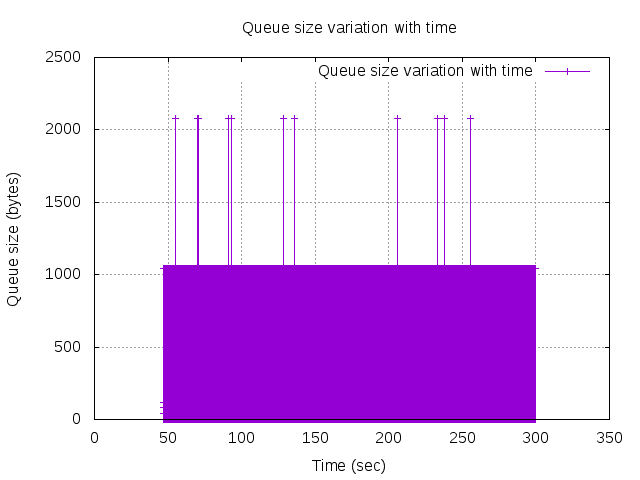 Queue size variation with time
Queue size variation with time
2500
2000
1500
1000
500
0
Queue size (bytes)
0 50 100 150 200 250 300 350
Time (sec)